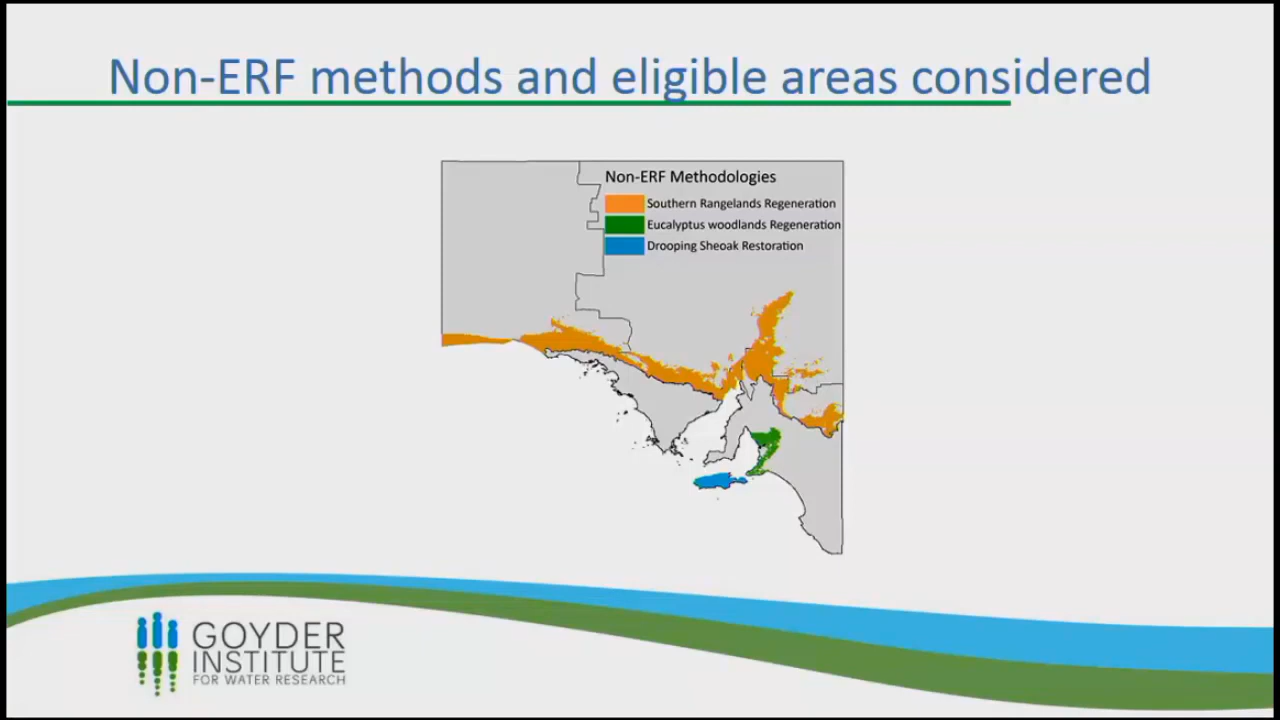 Non-ERF methods and eligible areas considered
Non-ERF Methodologies
Southern Rangelands Regeneration
Eucalyptus woodlands Regeneration
Drooping Sheoak Restoration
GOYDER
INSTITUTE
FOR WATER RESEARCH